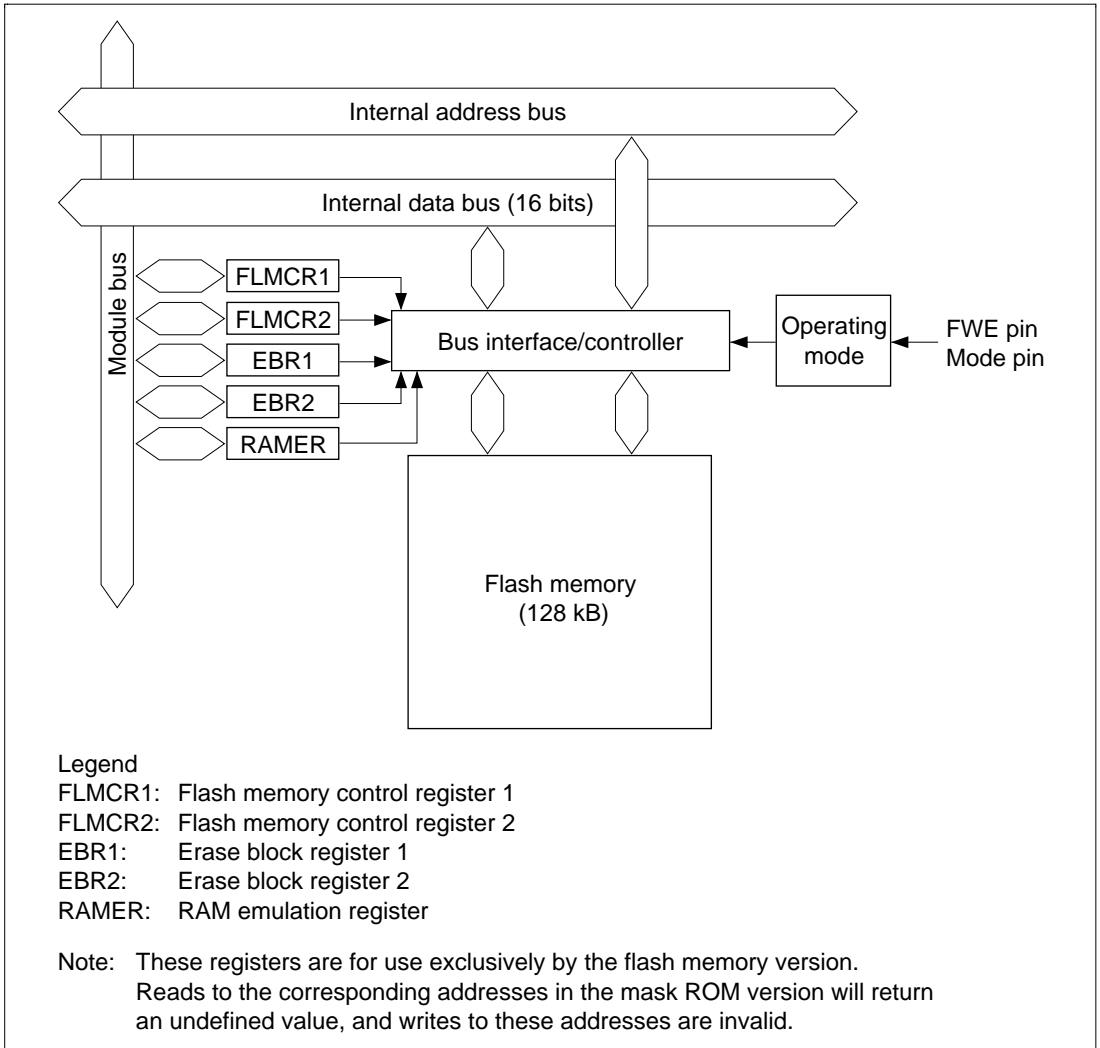 Internal address bus
Internal data bus (16 bits)
Module bus
FLMCR1
FLMCR2
EBR1
EBR2
RAMER
Bus interface/controller
Operating
mode
FWE pin
Mode pin
Flash memory
(128 kB)
Legend
FLMCR1: Flash memory control register 1
FLMCR2: Flash memory control register 2
EBR1: Erase block register 1
EBR2: Erase block register 2
RAMER: RAM emulation register
Note: These registers are for use exclusively by the flash memory version.
Reads to the corresponding addresses in the mask ROM version will return
an undefined value, and writes to these addresses are invalid.